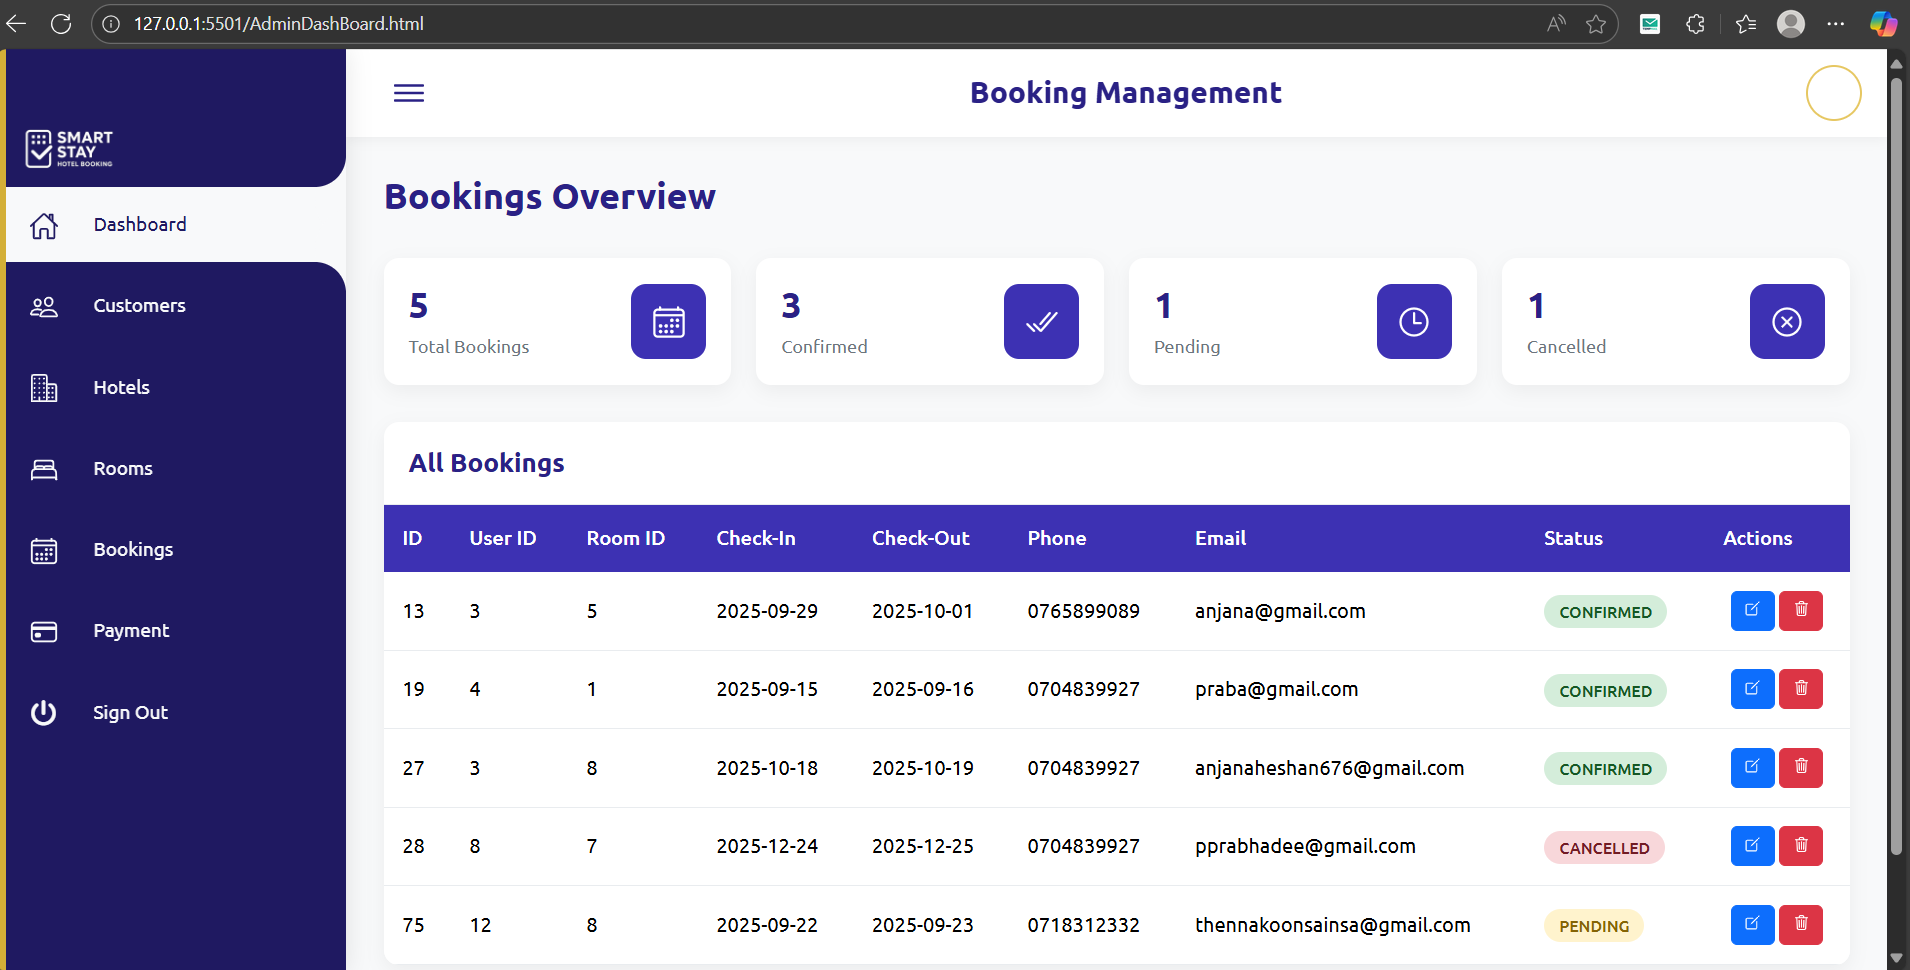 127.0.0.1:5501/AdminDashBoard.html
SMART
STAY
HOTEL BOOKING
Dashboard
Customers
Hotels
Rooms
Bookings
Payment
Sign Out
Booking Management
Bookings Overview
5
Total Bookings
3
Confirmed
1
Pending
1
Cancelled
All Bookings
ID User ID Room ID Check-In Check-Out Phone Email Status Actions
13 3 5 2025-09-29 2025-10-01 0765899089 anjana@gmail.com CONFIRMED
19 4 1 2025-09-15 2025-09-16 0704839927 praba@gmail.com CONFIRMED
27 3 8 2025-10-18 2025-10-19 0704839927 anjanaheshan676@gmail.com CONFIRMED
28 8 7 2025-12-24 2025-12-25 0704839927 pprabhadee@gmail.com CANCELLED
75 12 8 2025-09-22 2025-09-23 0718312332 thennakoonsainsa@gmail.com PENDING